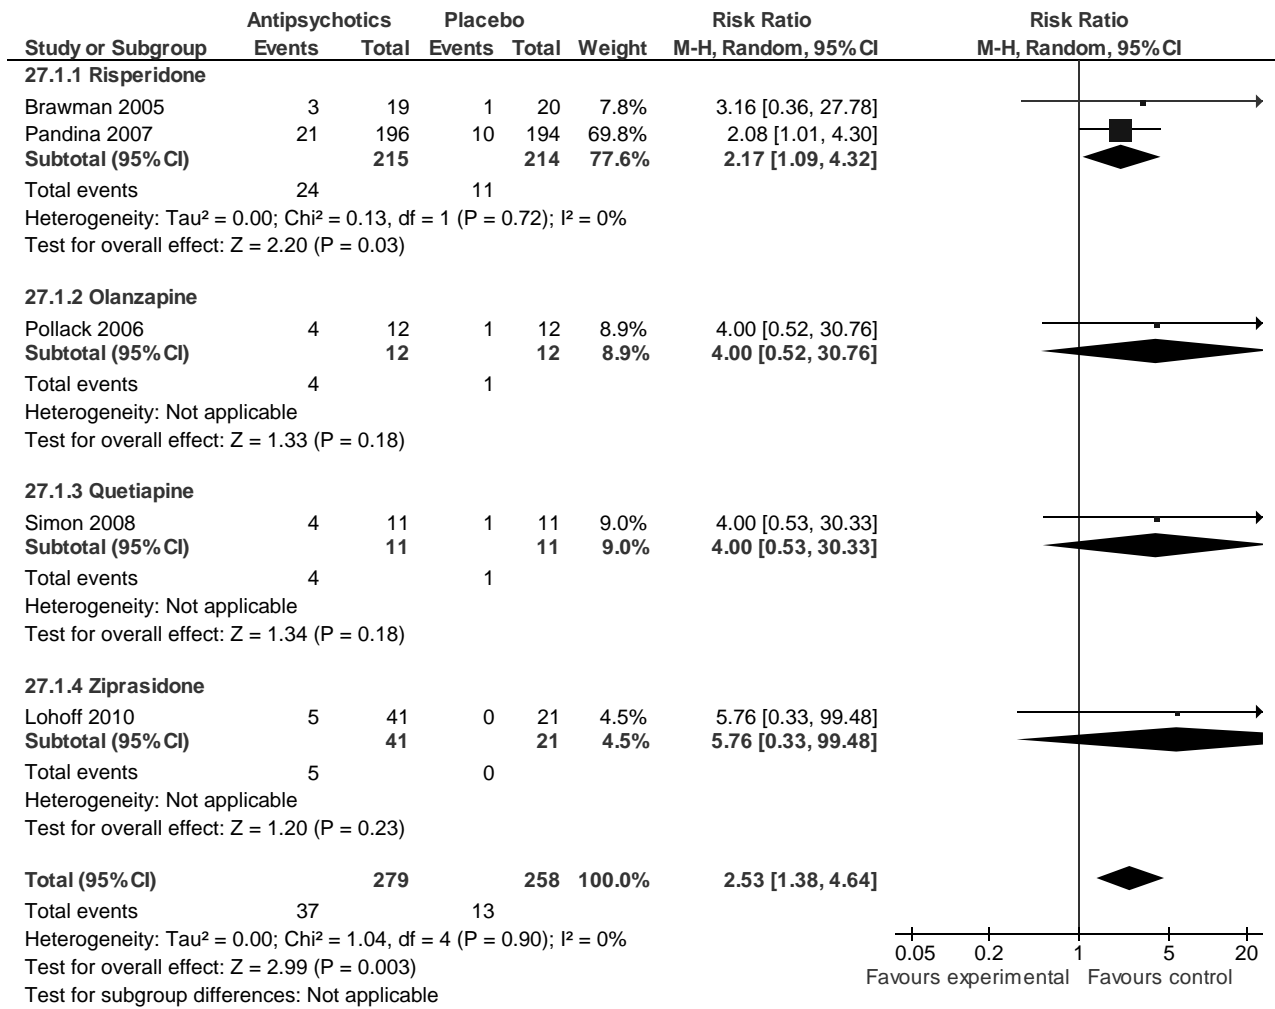 Antipsychotics Placebo Risk Ratio Risk Ratio
Study or Subgroup Events Total Events Total Weight M-H, Random, 95% CI M-H, Random, 95% CI
27.1.1 Risperidone
Brawman 2005 3 19 1 20 7.8% 3.16 [0.36, 27.78]
Pandina 2007 21 196 10 194 69.8% 2.08 [1.01, 4.30]
Subtotal (95% CI) 215 214 77.6% 2.17 [1.09, 4.32]
Total events 24 11
Heterogeneity: Tau² = 0.00; Chi² = 0.13, df = 1 (P = 0.72); I² = 0%
Test for overall effect: Z = 2.20 (P = 0.03)
27.1.2 Olanzapine
Pollack 2006 4 12 1 12 8.9% 4.00 [0.52, 30.76]
Subtotal (95% CI) 12 12 8.9% 4.00 [0.52, 30.76]
Total events 4 1
Heterogeneity: Not applicable
Test for overall effect: Z = 1.33 (P = 0.18)
27.1.3 Quetiapine
Simon 2008 4 11 1 11 9.0% 4.00 [0.53, 30.33]
Subtotal (95% CI) 11 11 9.0% 4.00 [0.53, 30.33]
Total events 4 1
Heterogeneity: Not applicable
Test for overall effect: Z = 1.34 (P = 0.18)
27.1.4 Ziprasidone
Lohoff 2010 5 41 0 21 4.5% 5.76 [0.33, 99.48]
Subtotal (95% CI) 41 21 4.5% 5.76 [0.33, 99.48]
Total events 5 0
Heterogeneity: Not applicable
Test for overall effect: Z = 1.20 (P = 0.23)
Total (95% CI) 279 258 100.0% 2.53 [1.38, 4.64]
Total events 37 13
Heterogeneity: Tau² = 0.00; Chi² = 1.04, df = 4 (P = 0.90); I² = 0%
Test for overall effect: Z = 2.99 (P = 0.003)
Test for subgroup differences: Not applicable
0.05 0.2 1 5 20
Favours experimental Favours control